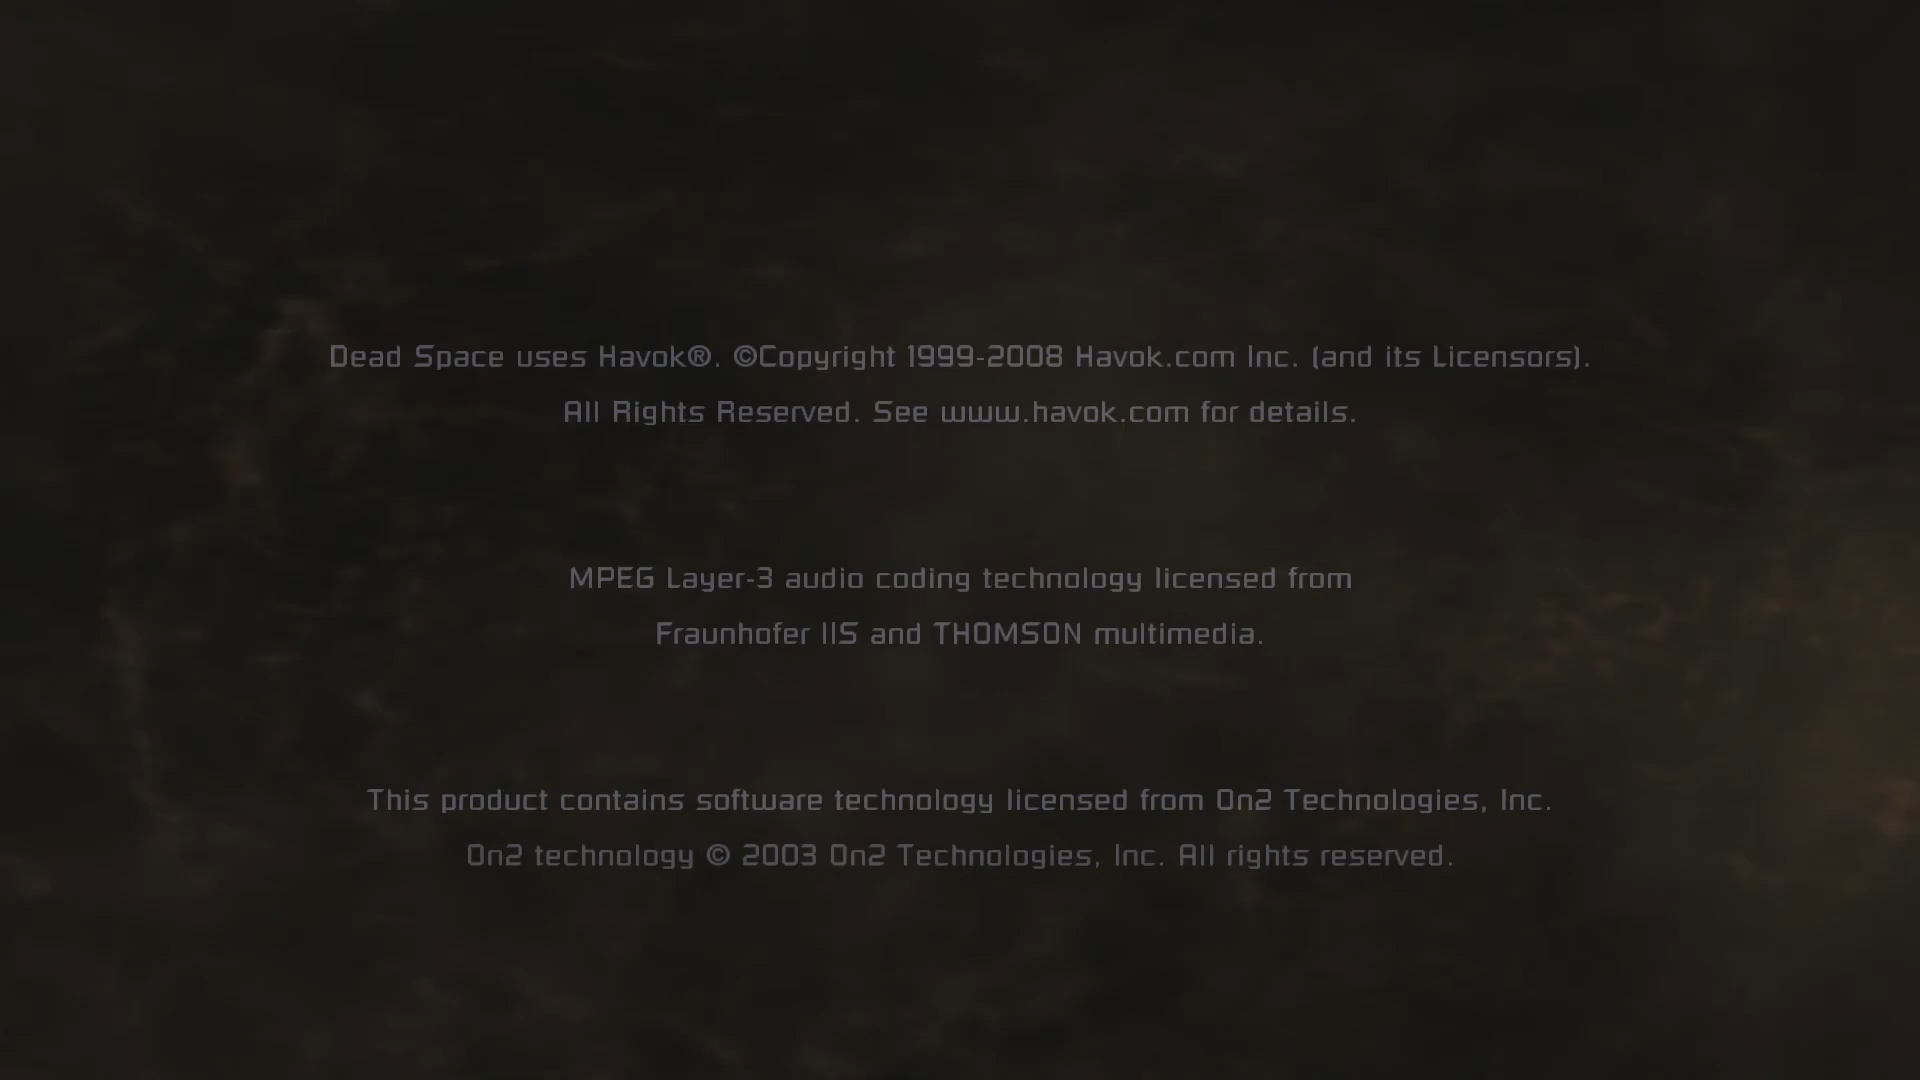 Dead Space uses Havok®. ©Copyright 1999-2008 Havok.com Inc. (and its Licensors).
All Rights Reserved. See www.havok.com for details.
MPEG Layer-3 audio coding technology licensed from
Fraunhofer IIS and THOMSON multimedia.
This product contains software technology licensed from On2 Technologies, Inc.
On2 technology © 2003 On2 Technologies, Inc. All rights reserved.